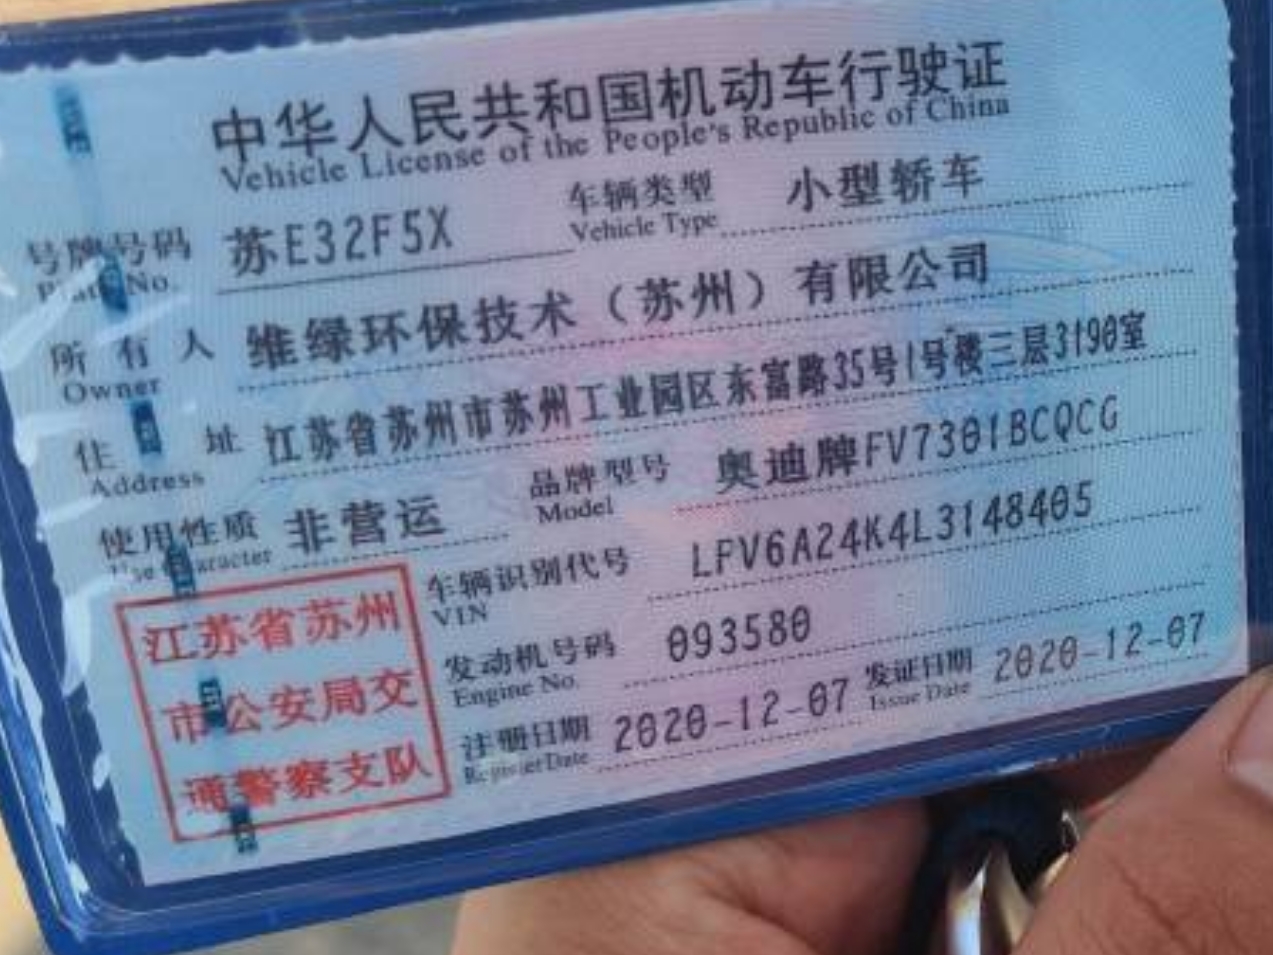 中华人民共和国机动车行驶证
Vehicle License of the People's Republic of China
号牌号码 苏E32F5X 车辆类型 小型轿车
Plate No. Vehicle Type
所有人 维绿环保技术（苏州）有限公司
Owner
住址 江苏省苏州市苏州工业园区东富路35号1号楼三层3190室
Address
使用性质 非营运 品牌型号 奥迪牌FV7301BCQCG
Use Character Model
车辆识别代号 LFV6A24K4L3148405
VIN
发动机号码 093580
Engine No.
注册日期 2020-12-07 发证日期 2020-12-07
Register Date Issue Date
江苏省苏州
市公安局交
通警察支队